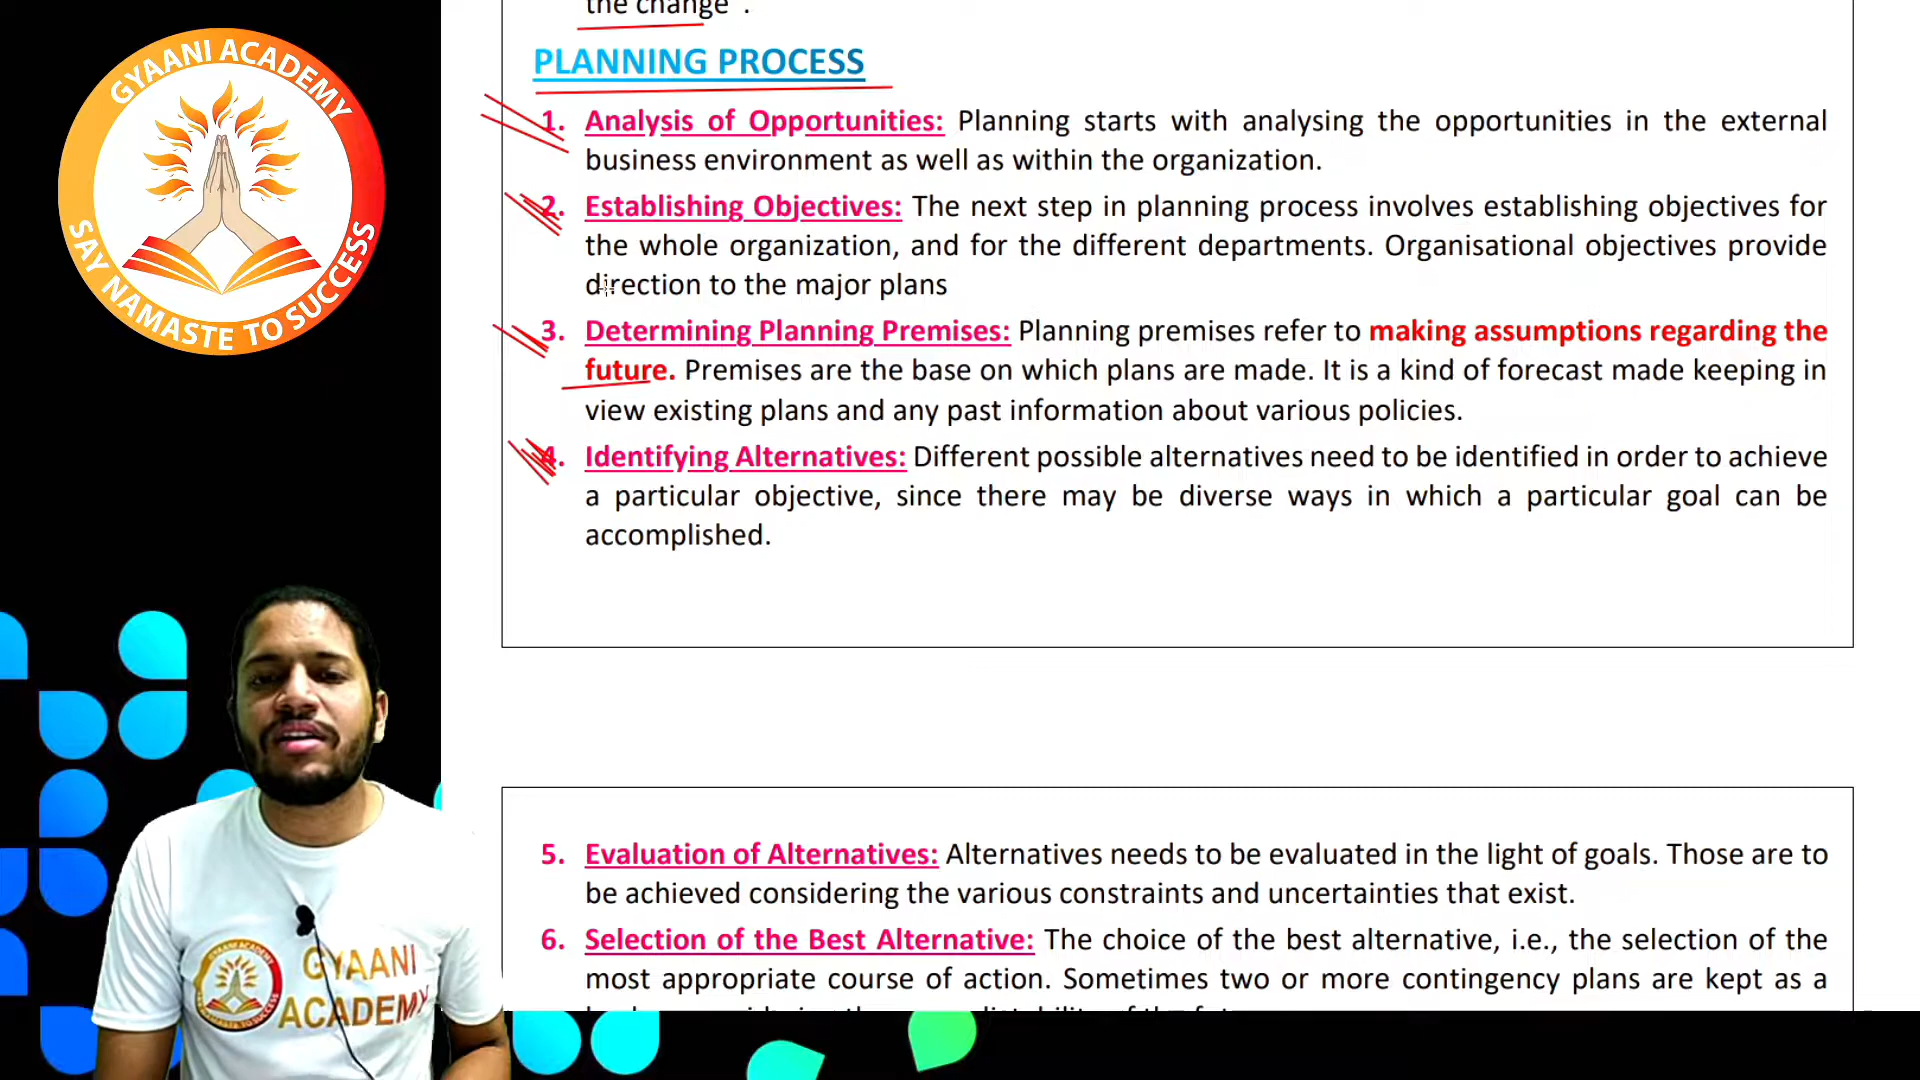 GYAANI ACADEMY
SAY NAMASTE TO SUCCESS
the change".
PLANNING PROCESS
1. Analysis of Opportunities: Planning starts with analysing the opportunities in the external
business environment as well as within the organization.
2. Establishing Objectives: The next step in planning process involves establishing objectives for
the whole organization, and for the different departments. Organisational objectives provide
direction to the major plans
3. Determining Planning Premises: Planning premises refer to making assumptions regarding the
future. Premises are the base on which plans are made. It is a kind of forecast made keeping in
view existing plans and any past information about various policies.
4. Identifying Alternatives: Different possible alternatives need to be identified in order to achieve
a particular objective, since there may be diverse ways in which a particular goal can be
accomplished.
5. Evaluation of Alternatives: Alternatives needs to be evaluated in the light of goals. Those are to
be achieved considering the various constraints and uncertainties that exist.
6. Selection of the Best Alternative: The choice of the best alternative, i.e., the selection of the
most appropriate course of action. Sometimes two or more contingency plans are kept as a
GYAANI
ACADEMY